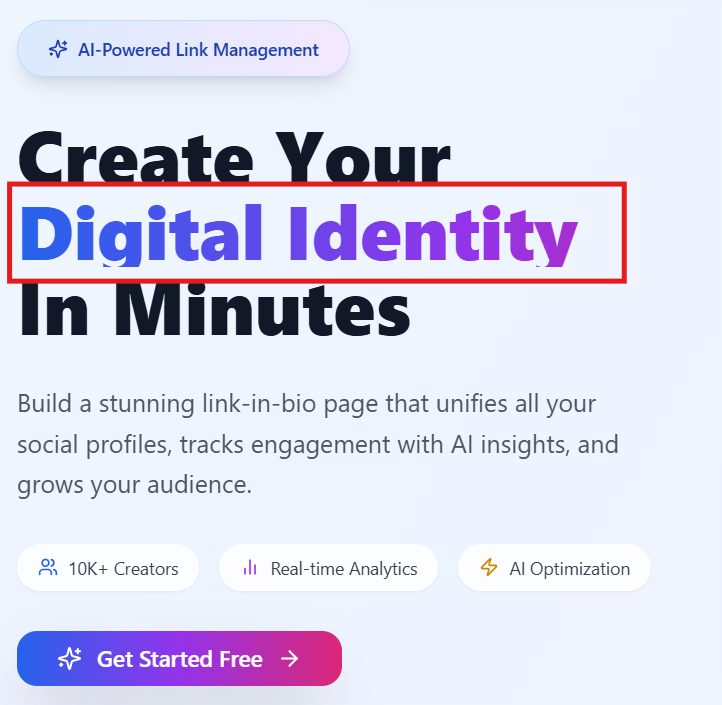 AI-Powered Link Management
Create Your
Digital Identity
In Minutes
Build a stunning link-in-bio page that unifies all your
social profiles, tracks engagement with AI insights, and
grows your audience.
10K+ Creators
Real-time Analytics
AI Optimization
Get Started Free